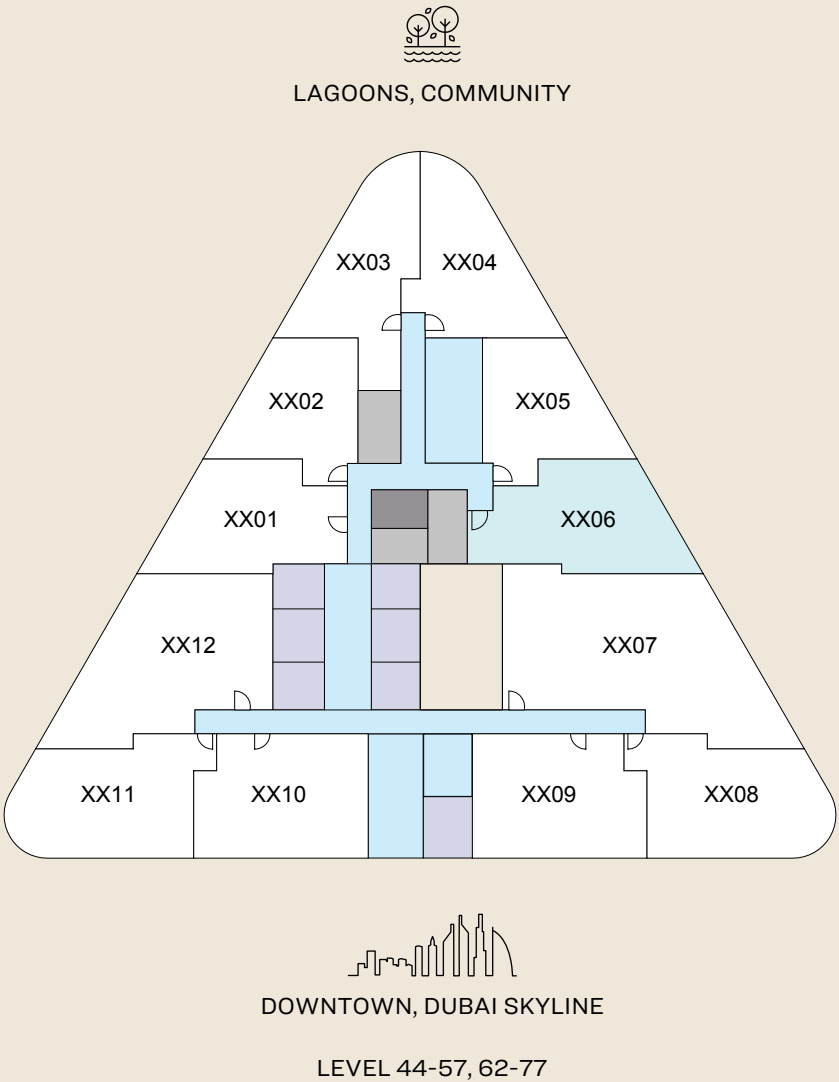 LAGOONS, COMMUNITY
XX03 XX04
XX02 XX05
XX01 XX06
XX12 XX07
XX11 XX10 XX09 XX08
DOWNTOWN, DUBAI SKYLINE
LEVEL 44-57, 62-77